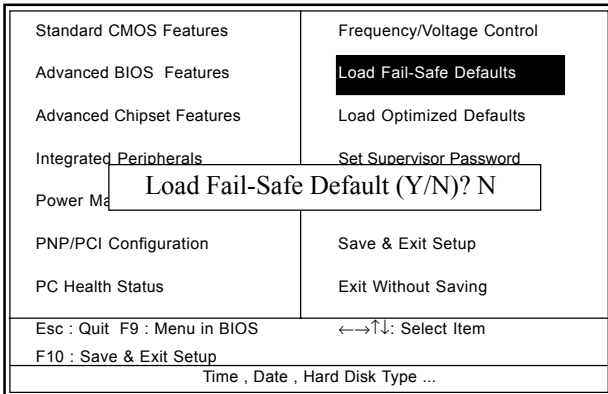 Standard CMOS Features
Advanced BIOS  Features
Advanced Chipset Features
Integrated Peripherals
Power Ma
PNP/PCI Configuration
PC Health Status
Frequency/Voltage Control
Load Fail-Safe Defaults
Load Optimized Defaults
Set Supervisor Password
Save & Exit Setup
Exit Without Saving
Load Fail-Safe Default (Y/N)? N
Esc : Quit  F9 : Menu in BIOS
←→↑↓: Select Item
F10 : Save & Exit Setup
Time , Date , Hard Disk Type ...